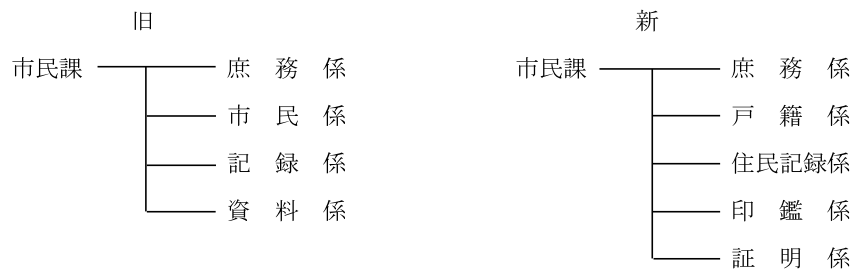 旧
市民課 庶務係
市民係
記録係
資料係
新
市民課 庶務係
戸籍係
住民記録係
印鑑係
証明係